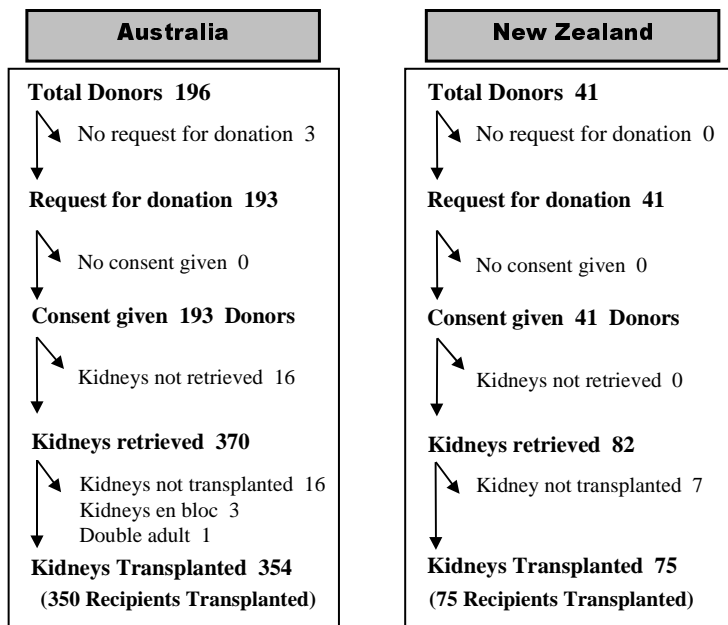 Australia
Total Donors 196
No request for donation 3
Request for donation 193
No consent given 0
Consent given 193 Donors
Kidneys not retrieved 16
Kidneys retrieved 370
Kidneys not transplanted 16
Kidneys en bloc 3
Double adult 1
Kidneys Transplanted 354
(350 Recipients Transplanted)
New Zealand
Total Donors 41
No request for donation 0
Request for donation 41
No consent given 0
Consent given 41 Donors
Kidneys not retrieved 0
Kidneys retrieved 82
Kidney not transplanted 7
Kidneys Transplanted 75
(75 Recipients Transplanted)